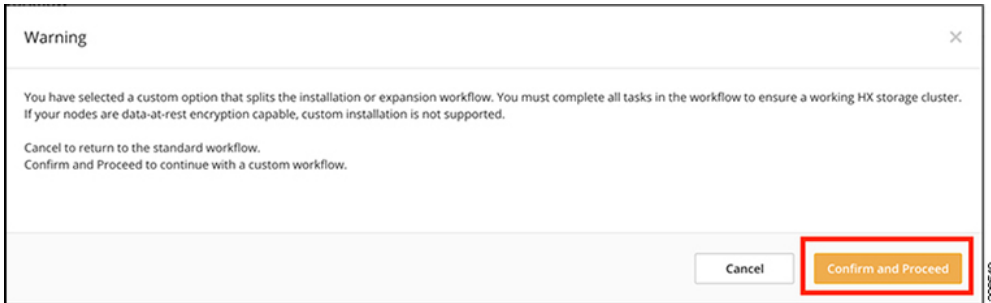 Warning
You have selected a custom option that splits the installation or expansion workflow. You must complete all tasks in the workflow to ensure a working HX storage cluster.
If your nodes are data-at-rest encryption capable, custom installation is not supported.
Cancel to return to the standard workflow.
Confirm and Proceed to continue with a custom workflow.
Cancel
Confirm and Proceed